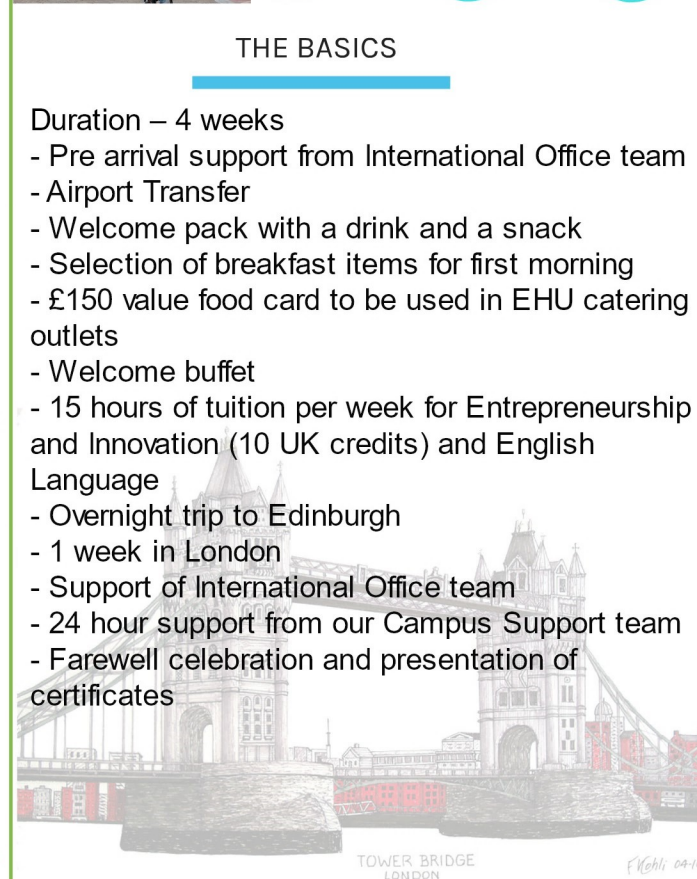 THE BASICS
Duration – 4 weeks
- Pre arrival support from International Office team
- Airport Transfer
- Welcome pack with a drink and a snack
- Selection of breakfast items for first morning
- £150 value food card to be used in EHU catering
outlets
- Welcome buffet
- 15 hours of tuition per week for Entrepreneurship
and Innovation (10 UK credits) and English
Language
- Overnight trip to Edinburgh
- 1 week in London
- Support of International Office team
- 24 hour support from our Campus Support team
- Farewell celebration and presentation of
certificates
TOWER BRIDGE
LONDON